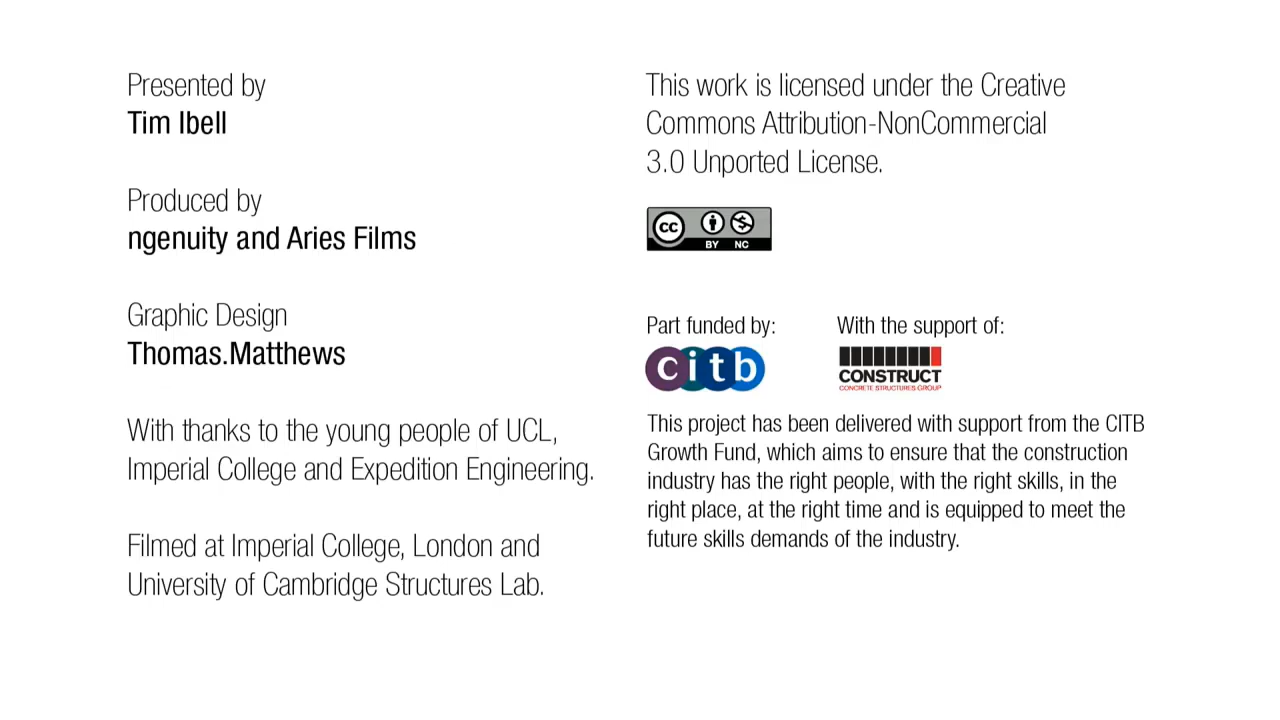 Presented by
Tim Ibell
Produced by
ngenuity and Aries Films
Graphic Design
Thomas.Matthews
With thanks to the young people of UCL,
Imperial College and Expedition Engineering.
Filmed at Imperial College, London and
University of Cambridge Structures Lab.
This work is licensed under the Creative
Commons Attribution-NonCommercial
3.0 Unported License.
cc
BY NC
Part funded by:
citb
With the support of:
CONSTRUCT
CONCRETE STRUCTURES GROUP
This project has been delivered with support from the CITB
Growth Fund, which aims to ensure that the construction
industry has the right people, with the right skills, in the
right place, at the right time and is equipped to meet the
future skills demands of the industry.